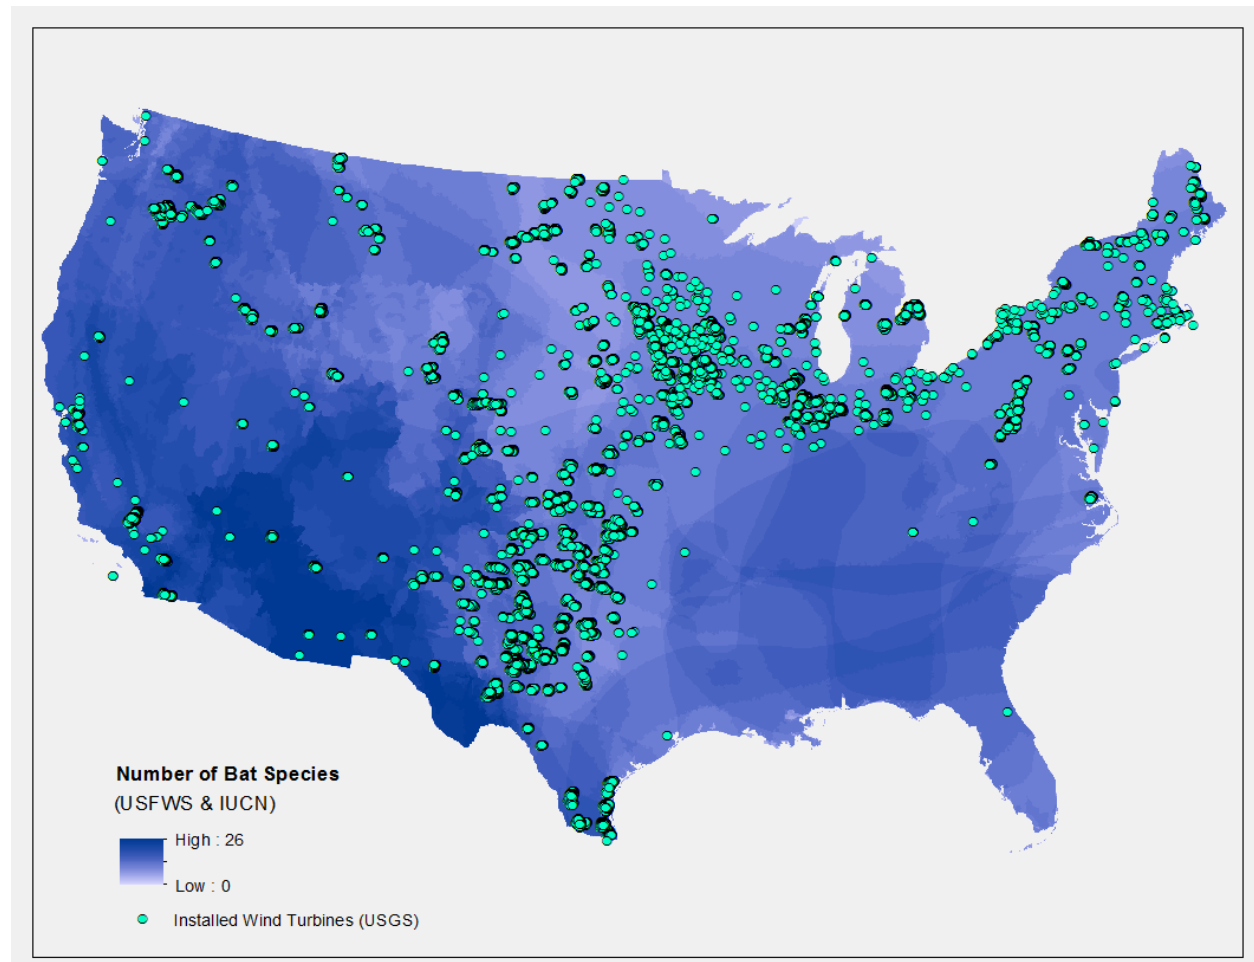 Number of Bat Species
(USFWS & IUCN)
High : 26
Low : 0
Installed Wind Turbines (USGS)